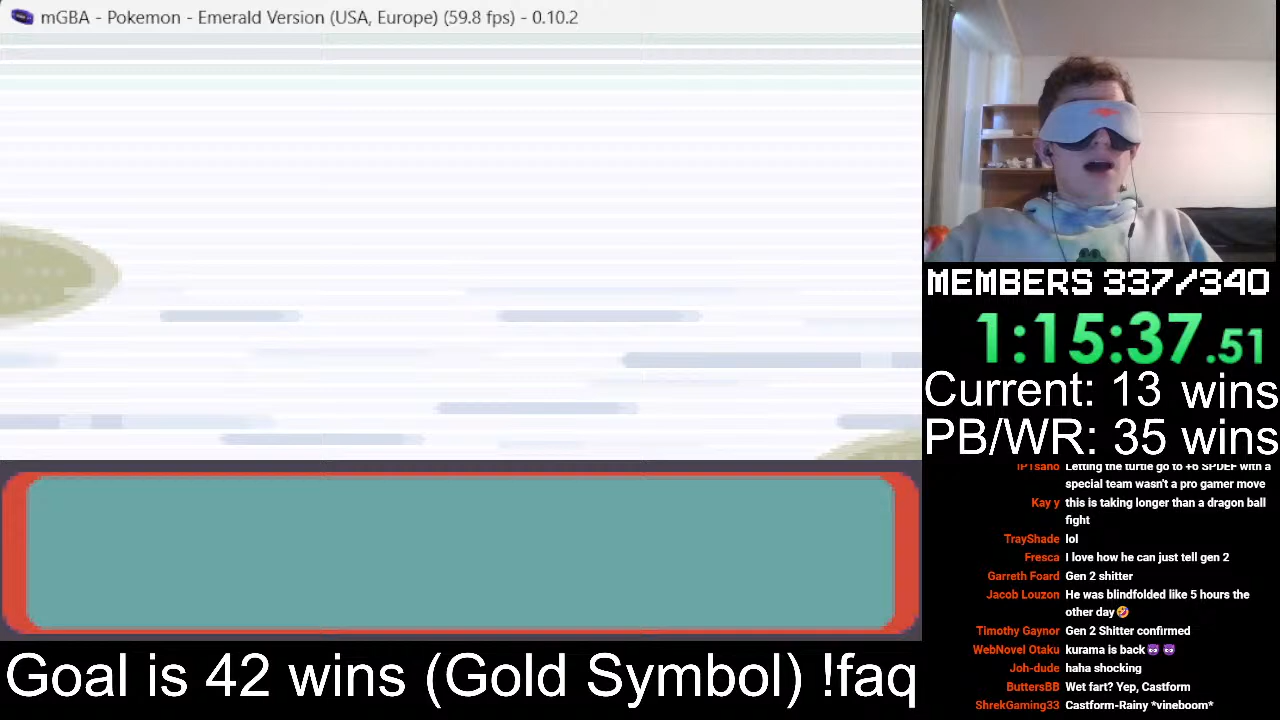 mGBA - Pokemon - Emerald Version (USA, Europe) (59.8 fps) - 0.10.2
MEMBERS 337/340
1:15:37.51
Current: 13 wins
PB/WR: 35 wins
IPTsano Letting the turtle go to +6 SPDEF with a
special team wasn't a pro gamer move
Kay y this is taking longer than a dragon ball
fight
TrayShade lol
Fresca I love how he can just tell gen 2
Garreth Foard Gen 2 shitter
Jacob Louzon He was blindfolded like 5 hours the
other day🤣
Timothy Gaynor Gen 2 Shitter confirmed
WebNovel Otaku kurama is back😈 😈
Joh-dude haha shocking
ButtersBB Wet fart? Yep, Castform
ShrekGaming33 Castform-Rainy *vineboom*
Goal is 42 wins (Gold Symbol) !faq